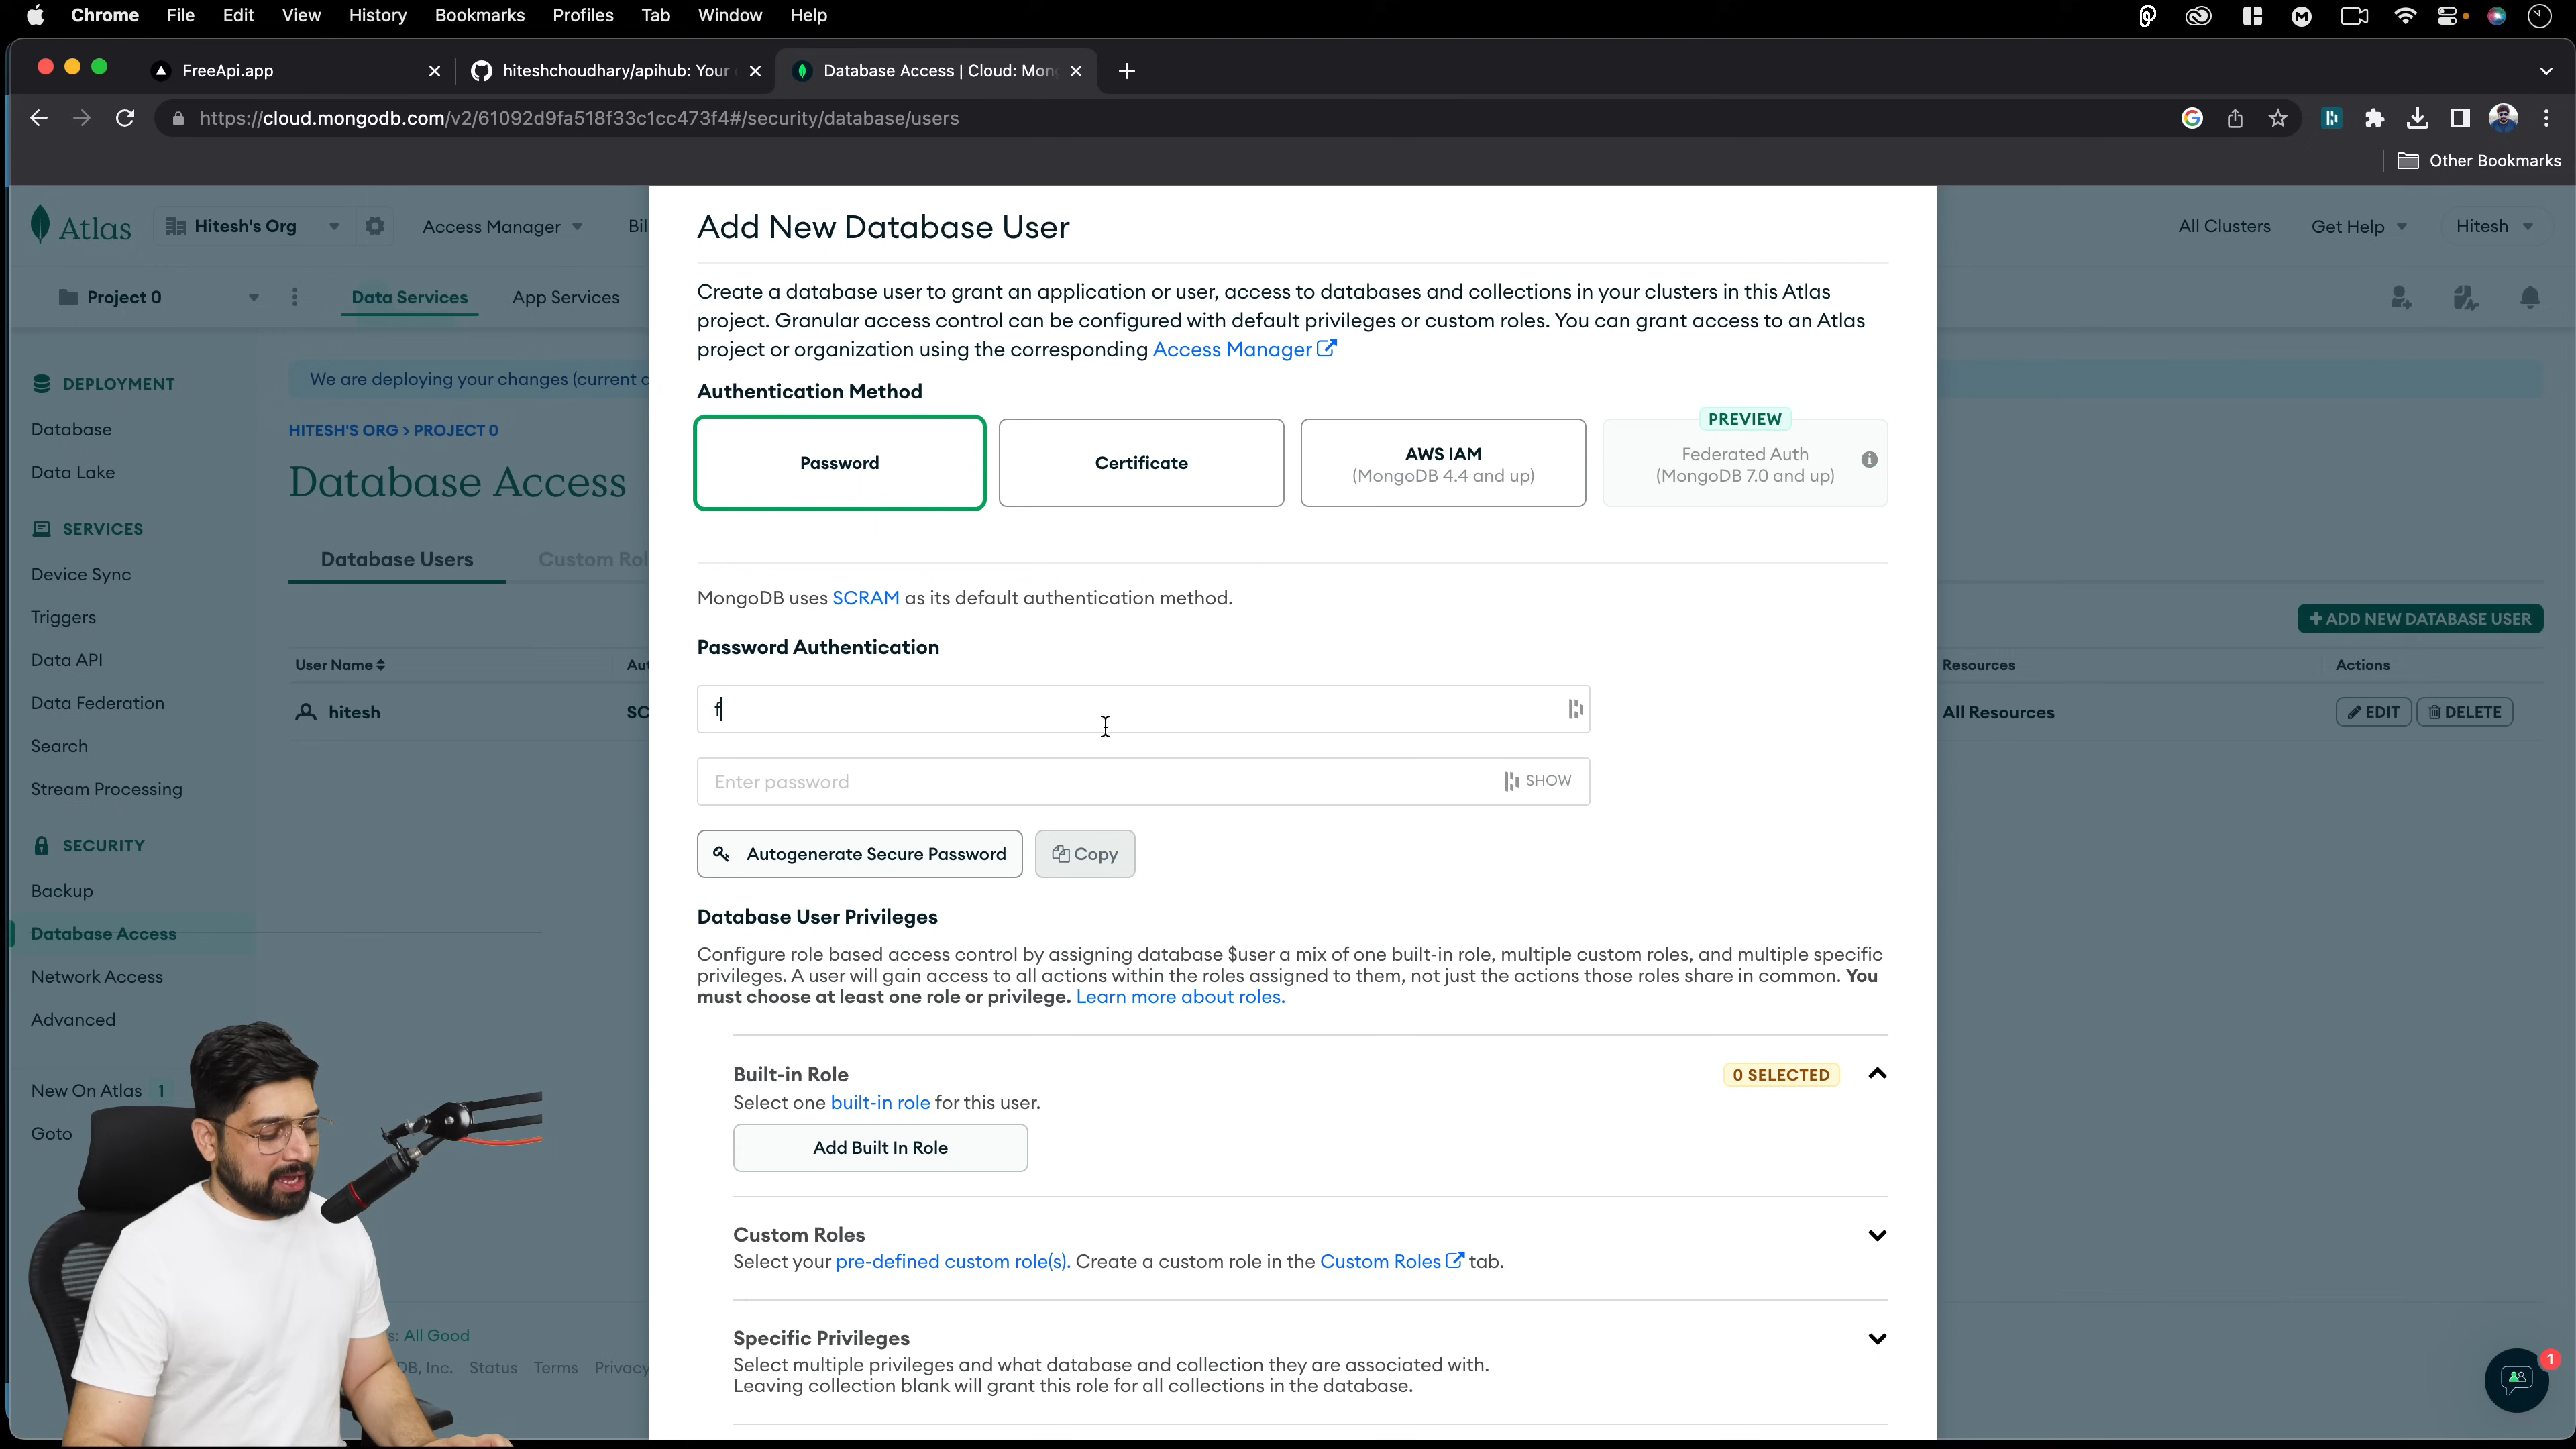 Chrome File Edit View History Bookmarks Profiles Tab Window Help
FreeApi.app
hiteshchoudhary/apihub: Your
Database Access | Cloud: Mon
https://cloud.mongodb.com/v2/61092d9fa518f33c1cc473f4#/security/database/users
Other Bookmarks
Atlas
Hitesh's Org
Access Manager
Bil
All Clusters
Get Help
Hitesh
Project 0
Data Services
App Services
DEPLOYMENT
Database
Data Lake
SERVICES
Device Sync
Triggers
Data API
Data Federation
Search
Stream Processing
SECURITY
Backup
Database Access
Network Access
Advanced
New On Atlas 1
Goto
We are deploying your changes (current
HITESH'S ORG > PROJECT 0
Database Access
Database Users
Custom Rol
User Name
Aut
hitesh
SC
: All Good
DB, Inc. Status Terms Privacy
Add New Database User
Create a database user to grant an application or user, access to databases and collections in your clusters in this Atlas
project. Granular access control can be configured with default privileges or custom roles. You can grant access to an Atlas
project or organization using the corresponding Access Manager
Authentication Method
Password
Certificate
AWS IAM
(MongoDB 4.4 and up)
PREVIEW
Federated Auth
(MongoDB 7.0 and up)
MongoDB uses SCRAM as its default authentication method.
Password Authentication
f
Enter password
SHOW
Autogenerate Secure Password
Copy
Database User Privileges
Configure role based access control by assigning database $user a mix of one built-in role, multiple custom roles, and multiple specific
privileges. A user will gain access to all actions within the roles assigned to them, not just the actions those roles share in common. You
must choose at least one role or privilege. Learn more about roles.
Built-in Role
0 SELECTED
Select one built-in role for this user.
Add Built In Role
Custom Roles
Select your pre-defined custom role(s). Create a custom role in the Custom Roles tab.
Specific Privileges
Select multiple privileges and what database and collection they are associated with.
Leaving collection blank will grant this role for all collections in the database.
+ ADD NEW DATABASE USER
Resources
Actions
All Resources
EDIT
DELETE
1